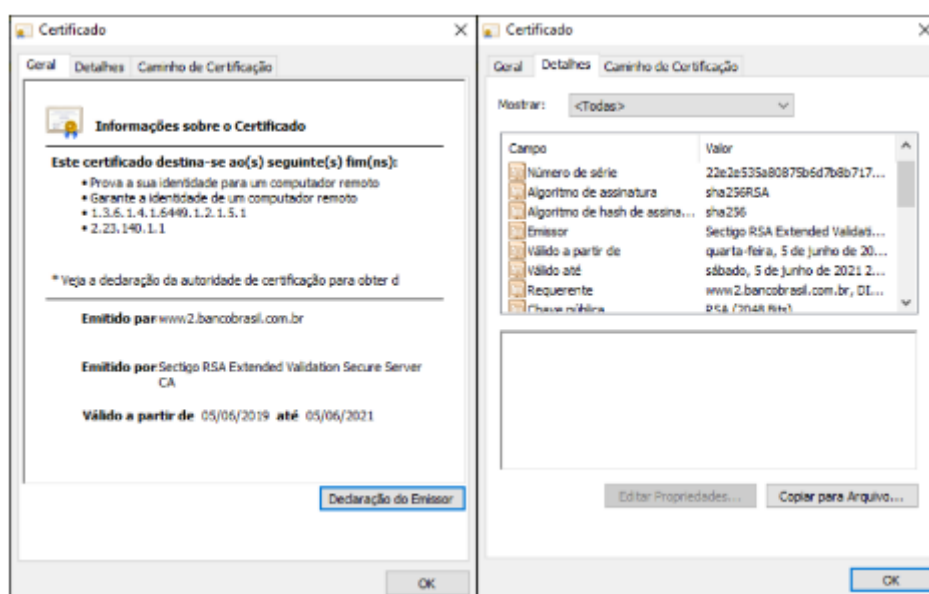 Certificado
Geral Detalhes Caminho de Certificação
Informações sobre o Certificado
Este certificado destina-se ao(s) seguinte(s) fim(ns):
• Prova a sua identidade para um computador remoto
• Garante a identidade de um computador remoto
• 1.3.6.1.4.1.6449.1.2.1.5.1
• 2.23.140.1.1
* Veja a declaração da autoridade de certificação para obter d
Emitido par www2.bancobrasil.com.br
Emitido por Sectigo RSA Extended Validation Secure Server
CA
Válido a partir de 05/06/2019 até 05/06/2021
Declaração do Emissor
OK
Certificado
Geral Detalhes Caminho de Certificação
Mostrar: <Todas>
Campo Valor
Número de série 22e2e535a80875b6d7b8b717...
Algoritmo de assinatura sha256RSA
Algoritmo de hash de assina... sha256
Emissor Sectigo RSA Extended Validati...
Válido a partir de quarta-feira, 5 de junho de 20...
Válido até sábado, 5 de junho de 2021 2...
Requerente www2.bancobrasil.com.br, DI...
Chave pública RSA (2048 Bits)
Editar Propriedades... Copiar para Arquivo...
OK